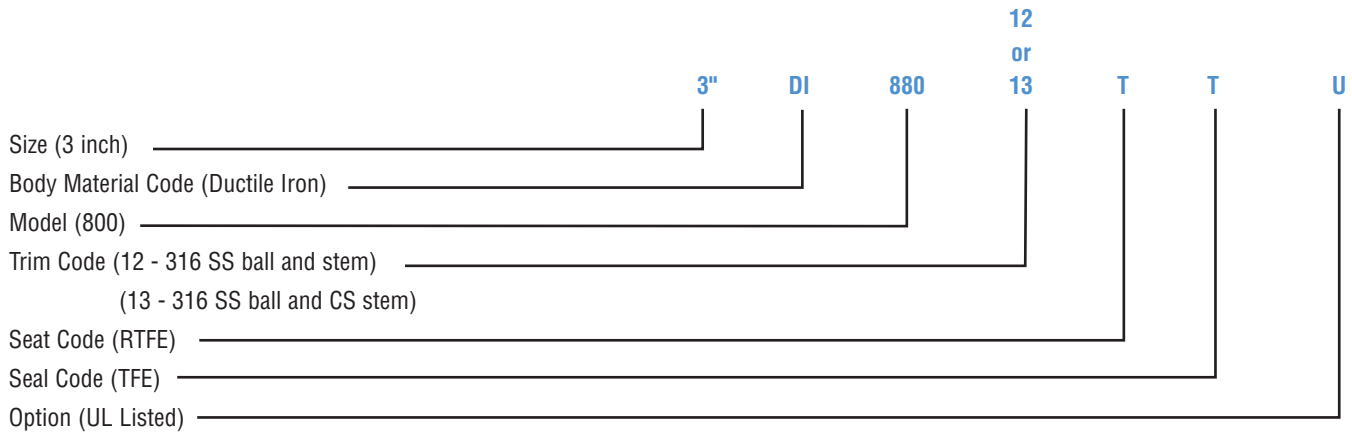 12
or
3" DI 880 13 T T U
Size (3 inch)
Body Material Code (Ductile Iron)
Model (800)
Trim Code (12 - 316 SS ball and stem)
(13 - 316 SS ball and CS stem)
Seat Code (RTFE)
Seal Code (TFE)
Option (UL Listed)